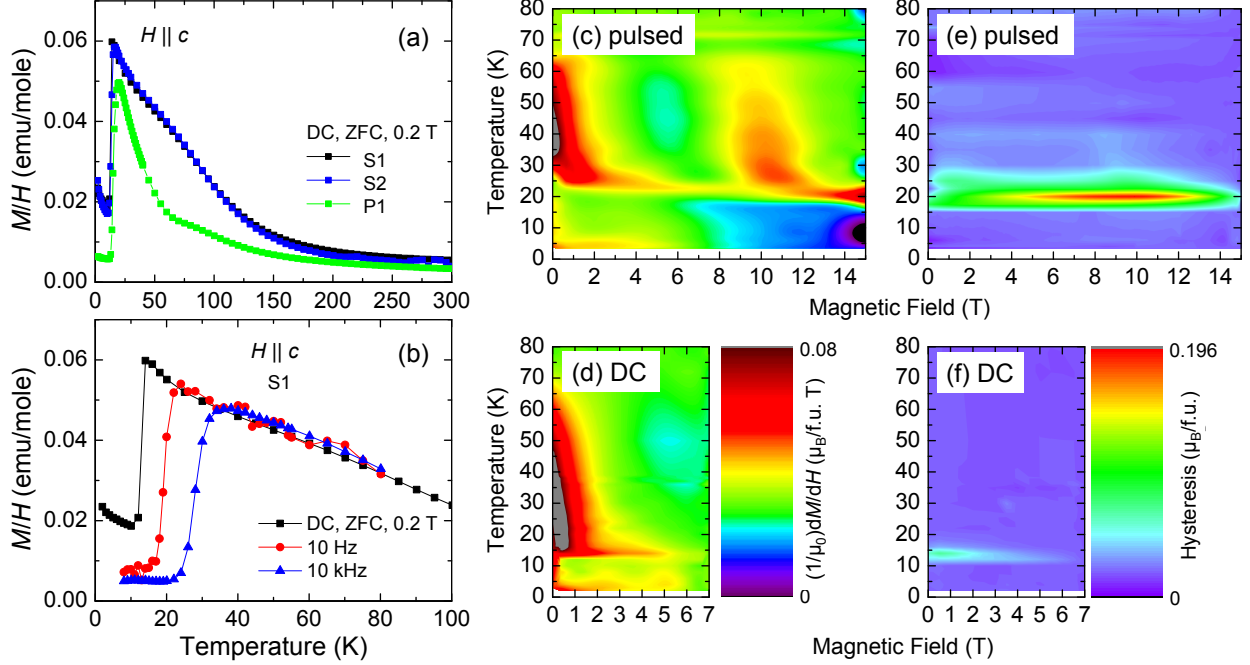 (a)
H || c
M/H (emu/mole)
0.06
0.04
0.02
0.00
DC, ZFC, 0.2 T
S1
S2
P1
0 50 100 150 200 250 300
(b)
H || c
S1
M/H (emu/mole)
0.06
0.04
0.02
0.00
DC, ZFC, 0.2 T
10 Hz
10 kHz
0 20 40 60 80 100
Temperature (K)
(c) pulsed
Temperature (K)
80
70
60
50
40
30
20
10
0
0 2 4 6 8 10 12 14
(e) pulsed
80
70
60
50
40
30
20
10
0
0 2 4 6 8 10 12 14
Magnetic Field (T)
(d) DC
Temperature (K)
80
70
60
50
40
30
20
10
0
0 1 2 3 4 5 6 7
0.08
(1/μ₀)dM/dH (μ_B/f.u. T)
0
(f) DC
80
70
60
50
40
30
20
10
0
0 1 2 3 4 5 6 7
0.196
Hysteresis (μ_B/f.u.)
0
Magnetic Field (T)